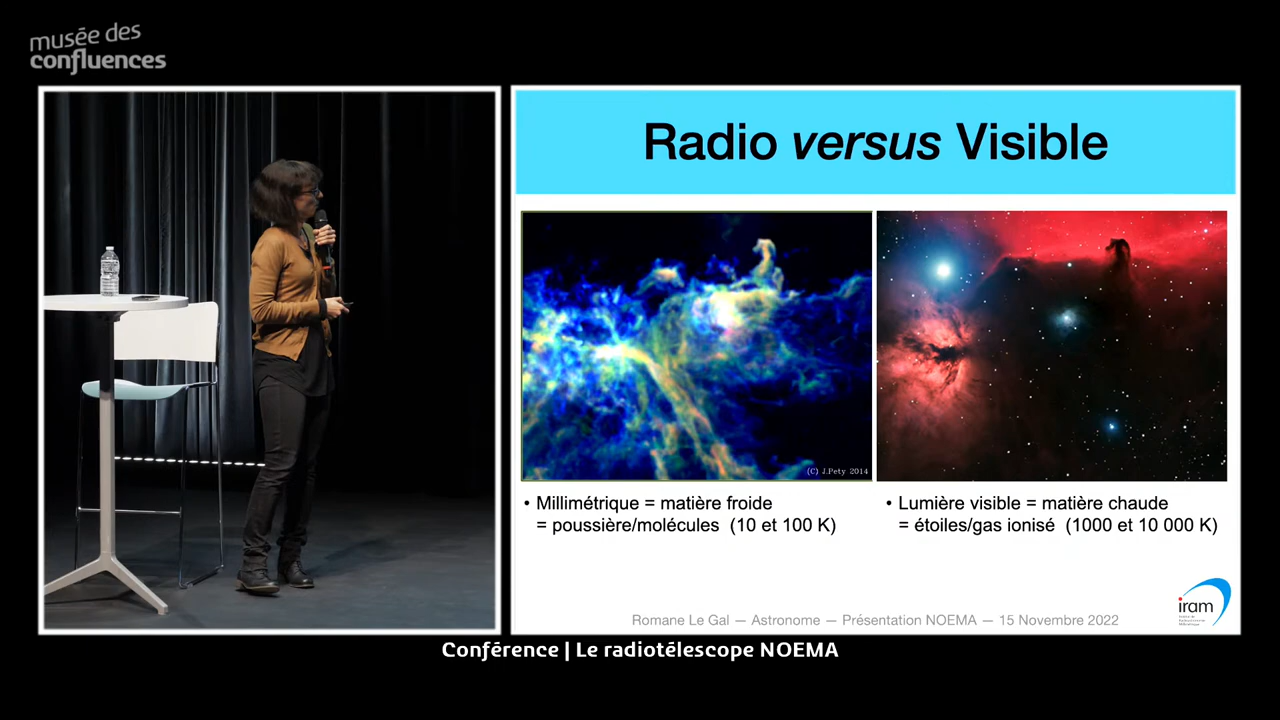 musée des
confluences
Radio versus Visible
(C) J.Pety 2014
• Millimétrique = matière froide
= poussière/molécules (10 et 100 K)
• Lumière visible = matière chaude
= étoiles/gas ionisé (1000 et 10 000 K)
iram
Romane Le Gal — Astronome — Présentation NOEMA — 15 Novembre 2022
Conférence | Le radiotélescope NOEMA